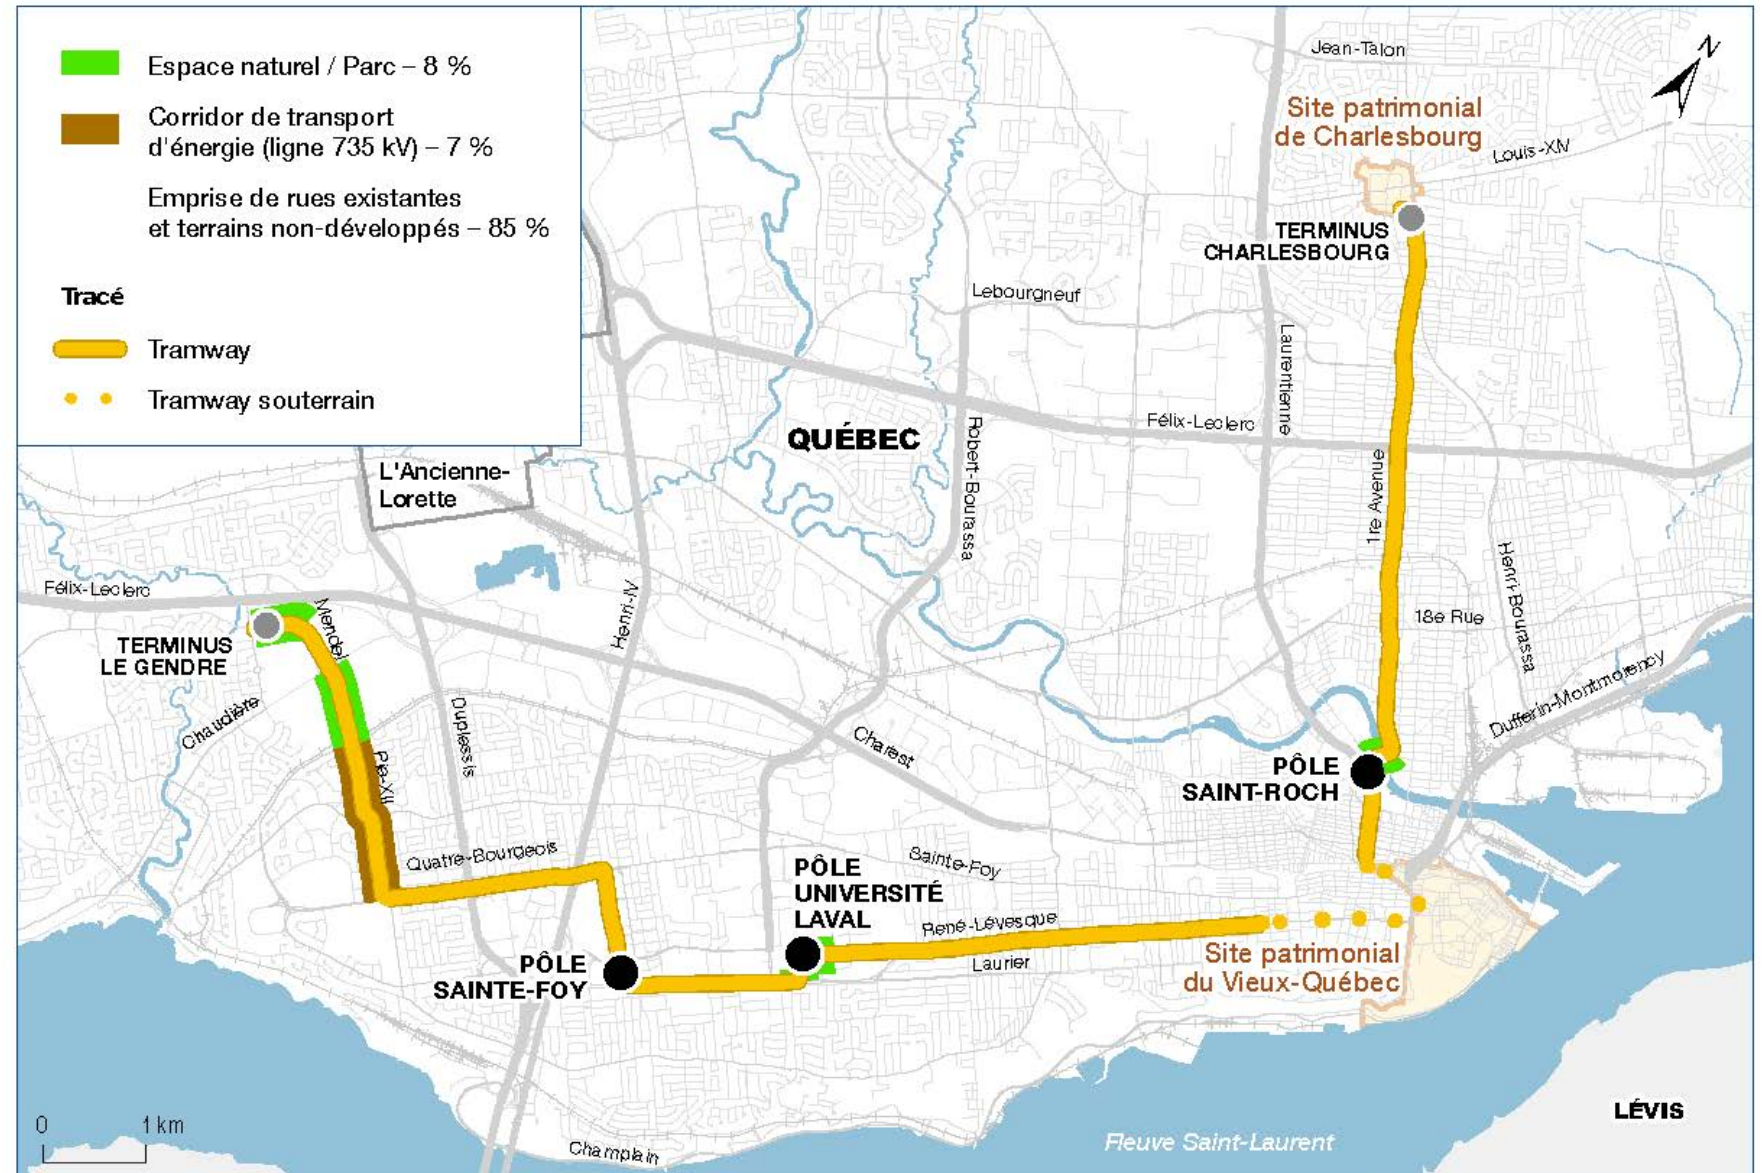 Espace naturel / Parc – 8 %
Corridor de transport
d'énergie (ligne 735 kV) – 7 %
Emprise de rues existantes
et terrains non-développés – 85 %
Tracé
Tramway
Tramway souterrain
Jean-Talon
N
Site patrimonial
de Charlesbourg
Louis-XIV
TERMINUS
CHARLESBOURG
Lebourgneuf
Laurentienne
Félix-Leclerc
QUÉBEC
Robert-Bourassa
L'Ancienne-
Lorette
1re Avenue
Henri-Bourassa
18e Rue
Félix-Leclerc
Mendel
Henri-IV
TERMINUS
LE GENDRE
Chaudière
Duplessis
Pie-XII
Charest
Dufferin-Montmorency
PÔLE
SAINT-ROCH
Quatre-Bourgeois
Sainte-Foy
PÔLE
UNIVERSITÉ
LAVAL
René-Lévesque
Laurier
PÔLE
SAINTE-FOY
Site patrimonial
du Vieux-Québec
LÉVIS
0 1 km
Champlain
Fleuve Saint-Laurent